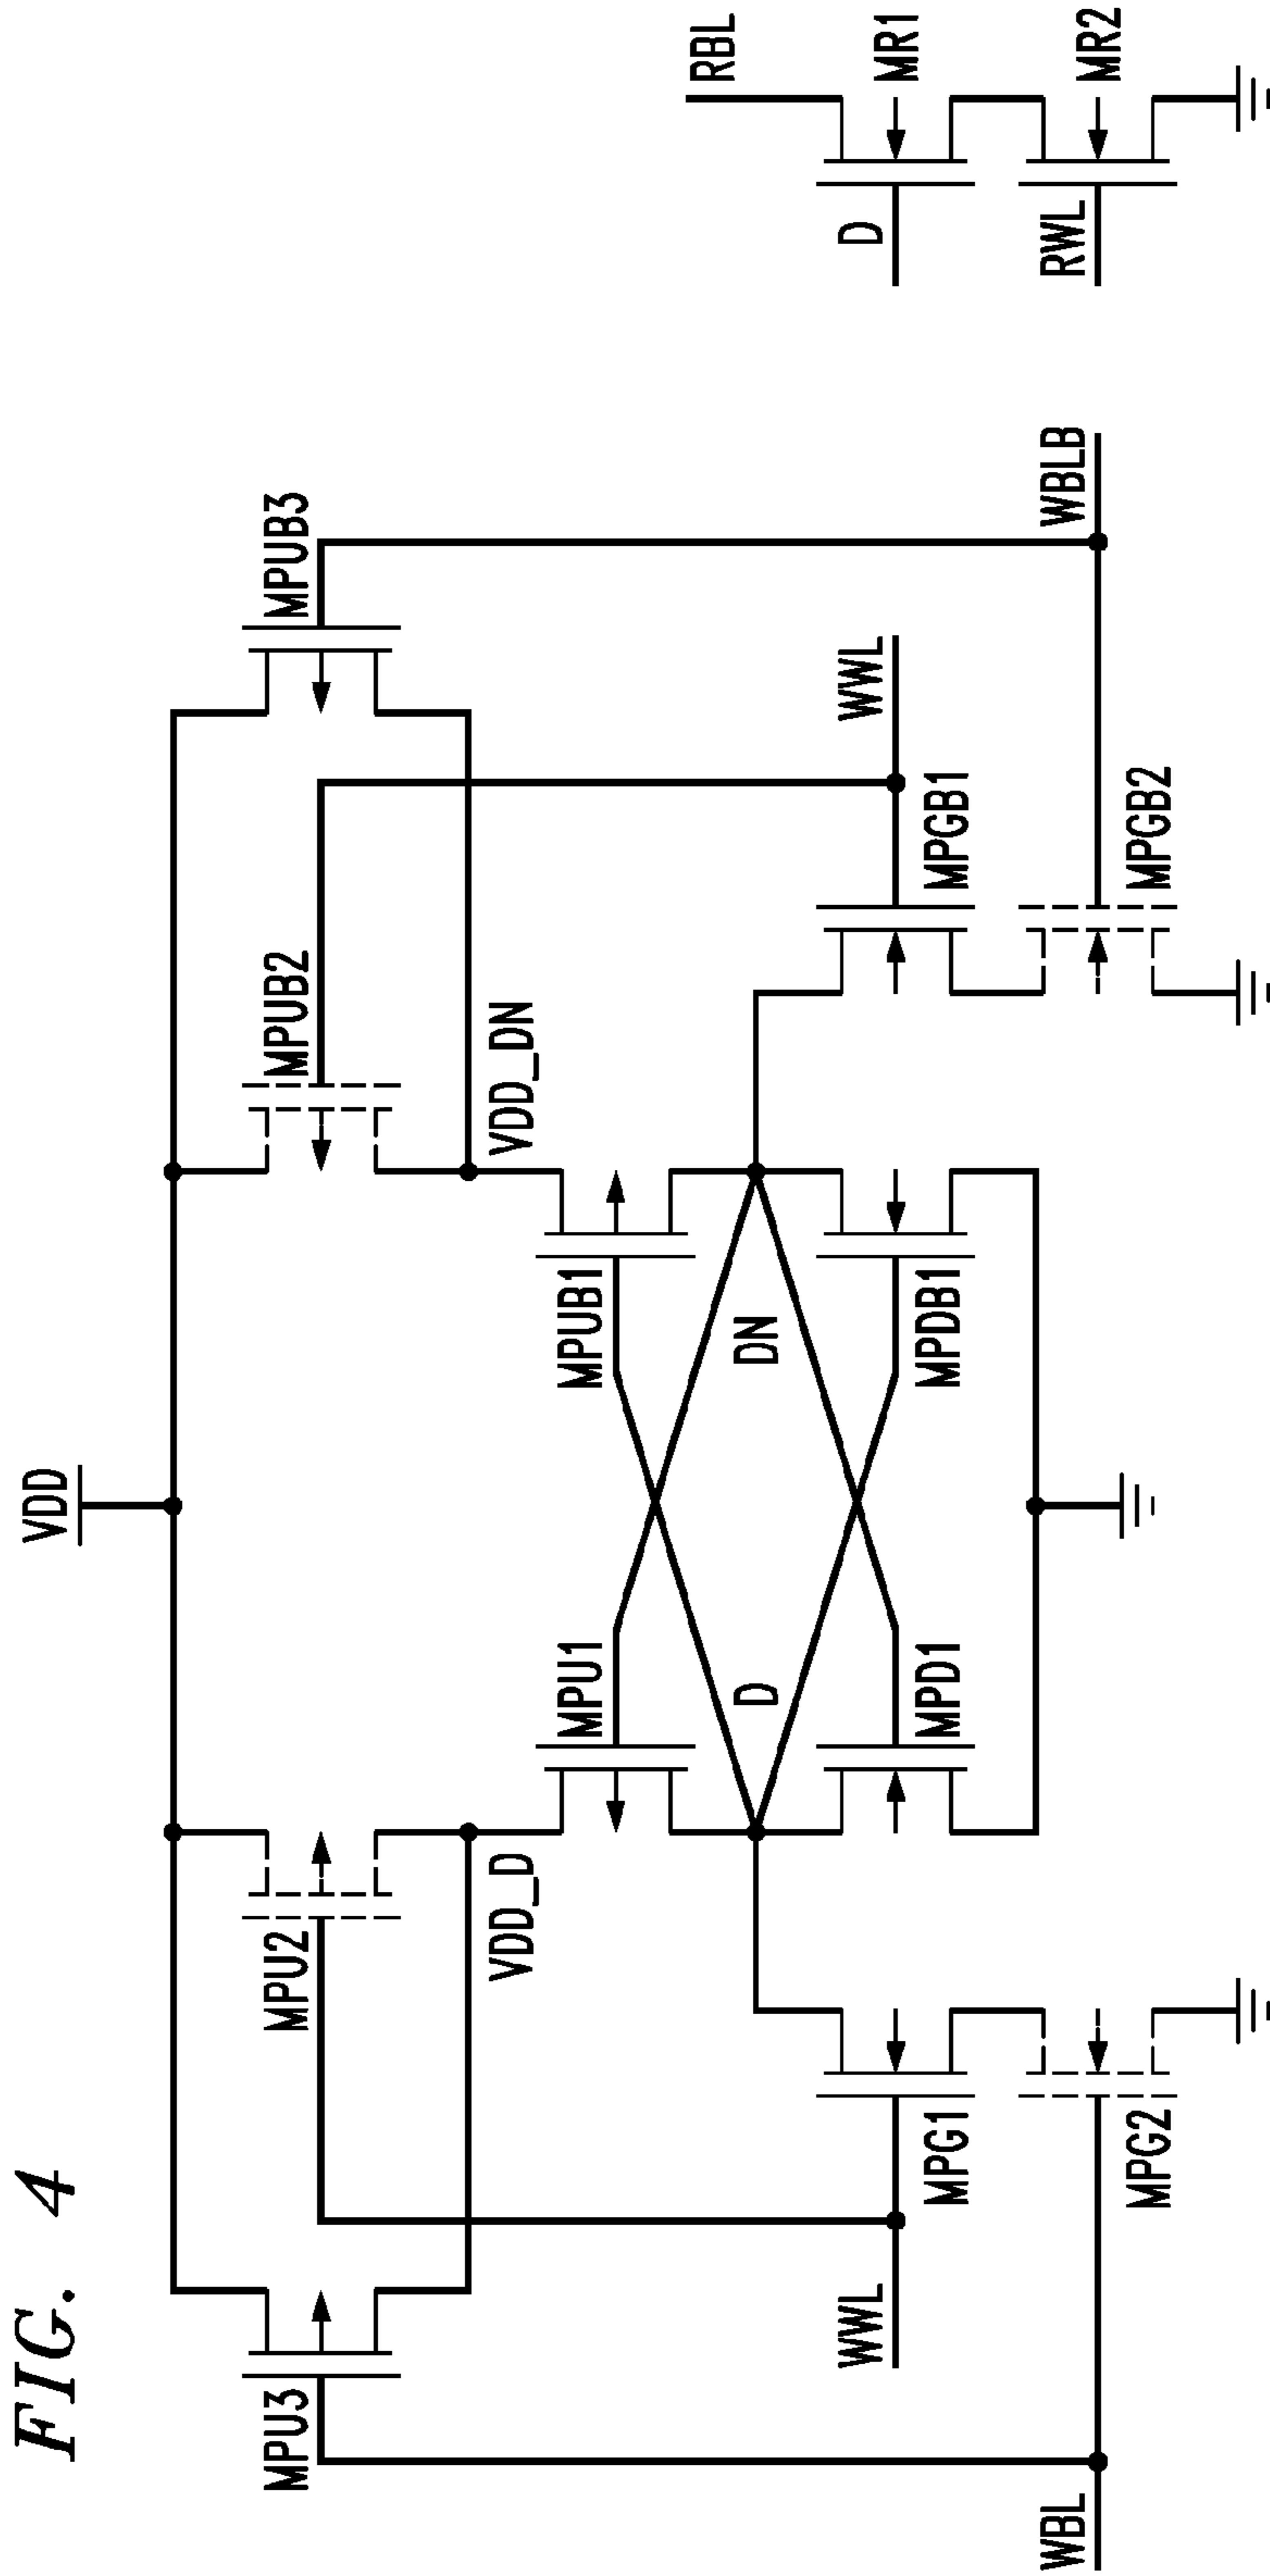 FIG. 4
VDD
MPU3
MPU2
MPUB2
MPUB3
RBL
VDD_D
VDD_DN
MPU1
MPUB1
D
DN
WWL
WWL
D
MR1
MPG1
MPD1
MPDB1
MPGB1
WBL
WBLB
RWL
MR2
MPG2
MPGB2